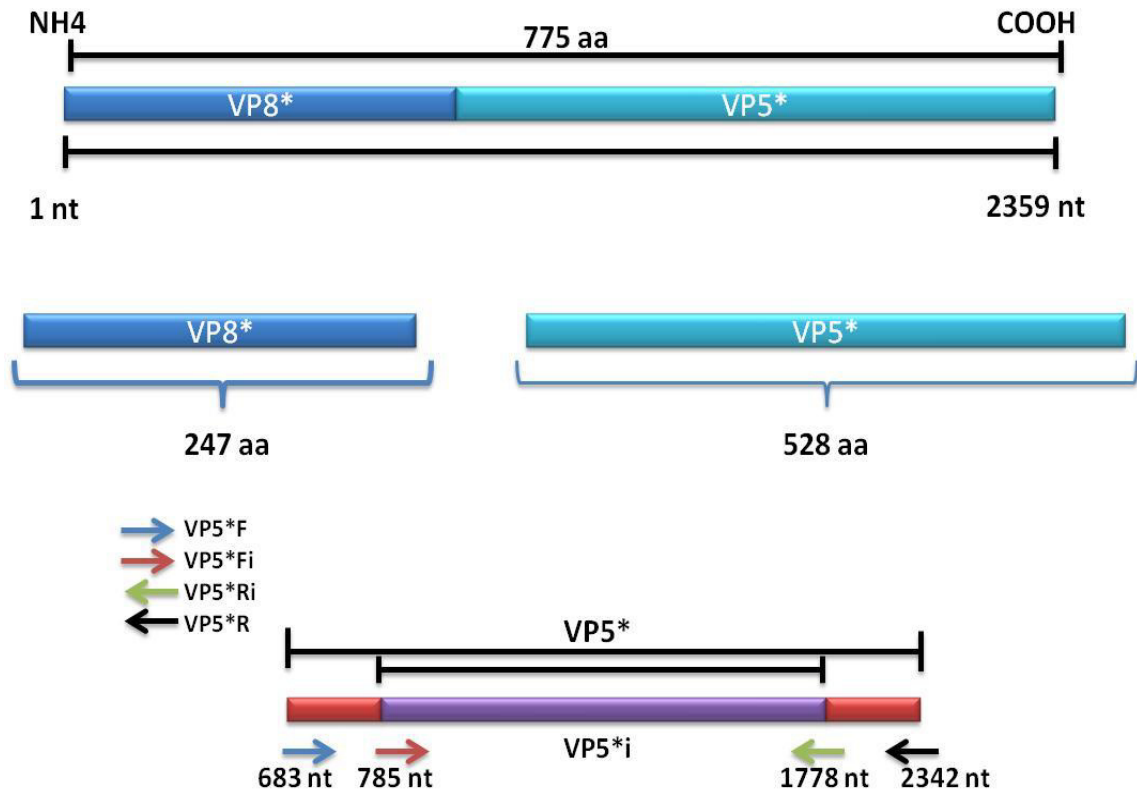 NH4 COOH
775 aa
VP8* VP5*
1 nt 2359 nt
VP8* VP5*
247 aa 528 aa
VP5*F
VP5*Fi
VP5*Ri
VP5*R
VP5*
VP5*i
683 nt 785 nt 1778 nt 2342 nt